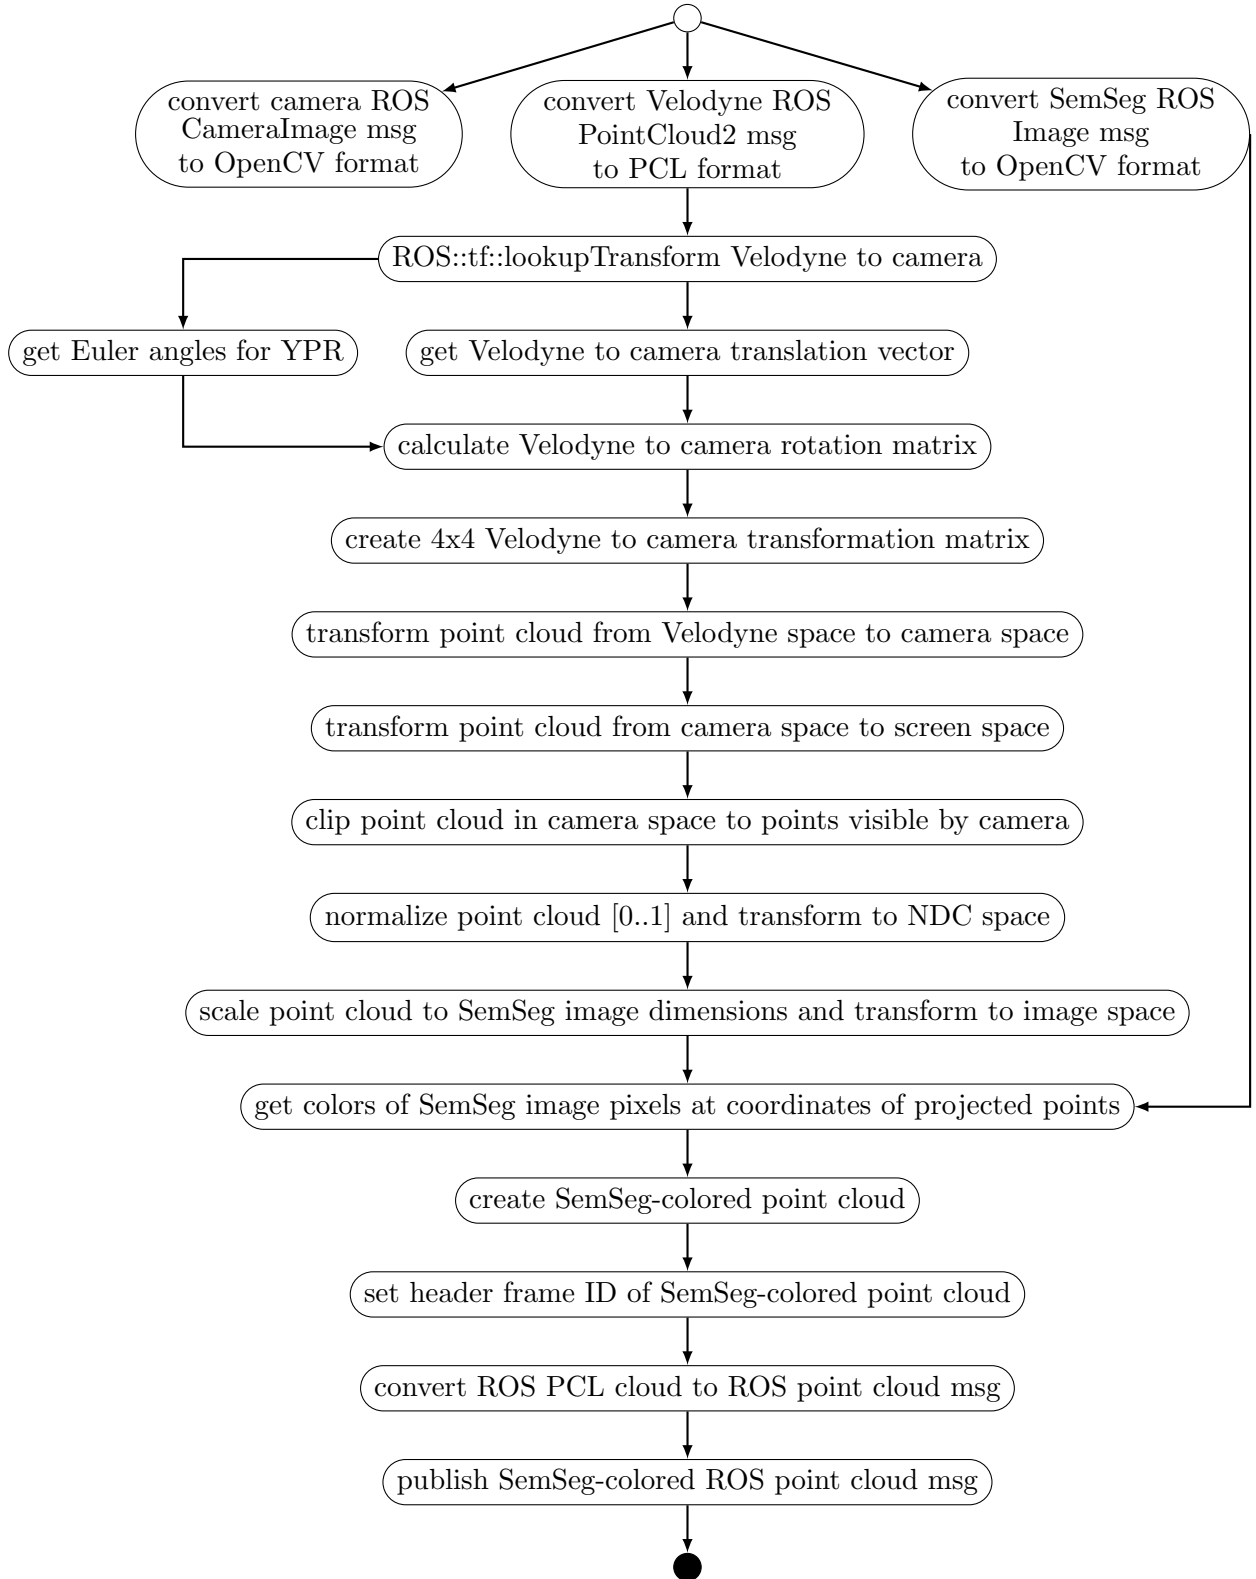 convert camera ROS
CameraImage msg
to OpenCV format
convert Velodyne ROS
PointCloud2 msg
to PCL format
convert SemSeg ROS
Image msg
to OpenCV format
ROS::tf::lookupTransform Velodyne to camera
get Euler angles for YPR
get Velodyne to camera translation vector
calculate Velodyne to camera rotation matrix
create 4x4 Velodyne to camera transformation matrix
transform point cloud from Velodyne space to camera space
transform point cloud from camera space to screen space
clip point cloud in camera space to points visible by camera
normalize point cloud [0..1] and transform to NDC space
scale point cloud to SemSeg image dimensions and transform to image space
get colors of SemSeg image pixels at coordinates of projected points
create SemSeg-colored point cloud
set header frame ID of SemSeg-colored point cloud
convert ROS PCL cloud to ROS point cloud msg
publish SemSeg-colored ROS point cloud msg